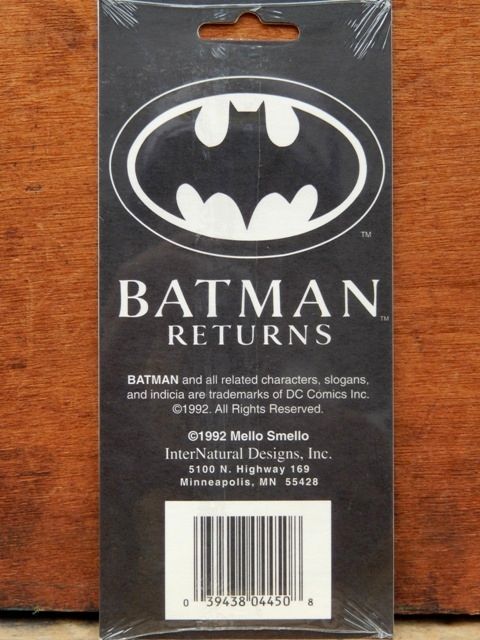 TM
BATMAN
TM
RETURNS
BATMAN and all related characters, slogans,
and indicia are trademarks of DC Comics Inc.
©1992. All Rights Reserved.
©1992 Mello Smello
InterNatural Designs, Inc.
5100 N. Highway 169
Minneapolis, MN 55428
0 39438 04450 8